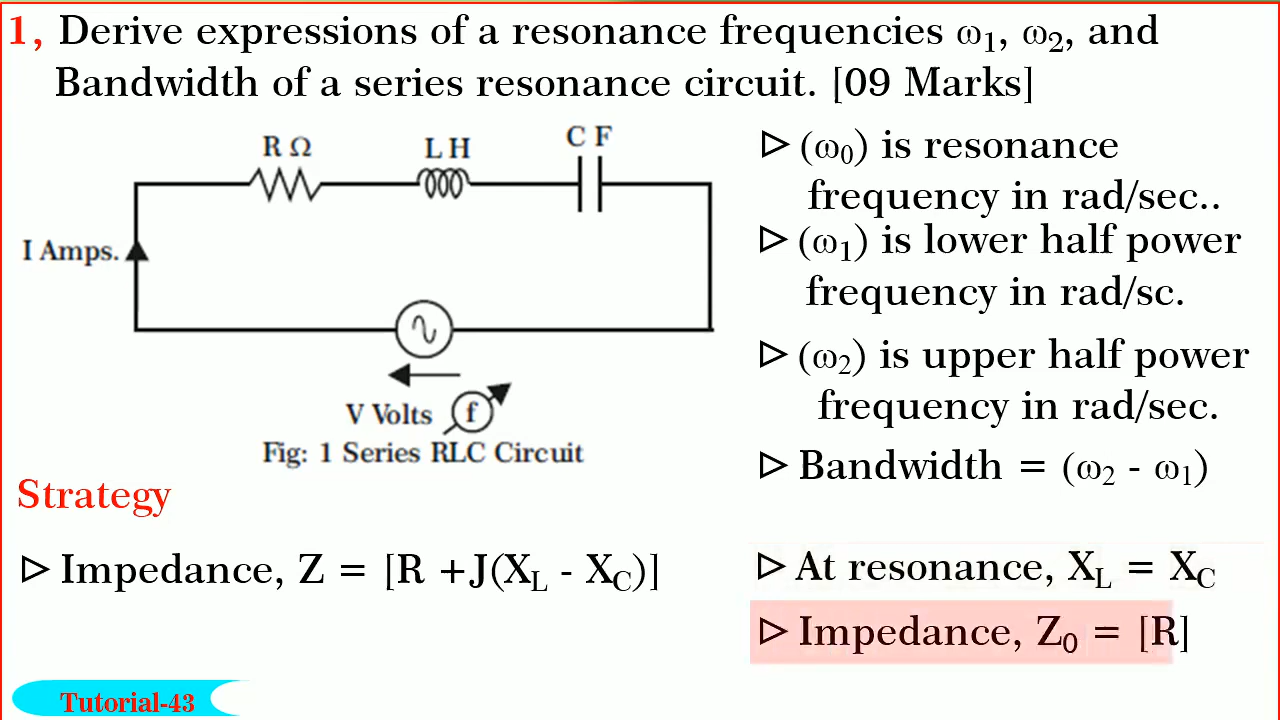 1, Derive expressions of a resonance frequencies ω1, ω2, and
Bandwidth of a series resonance circuit. [09 Marks]
R Ω
L H
C F
I Amps.
V Volts
f
Fig: 1 Series RLC Circuit
(ω0) is resonance
frequency in rad/sec..
(ω1) is lower half power
frequency in rad/sc.
(ω2) is upper half power
frequency in rad/sec.
Bandwidth = (ω2 - ω1)
Strategy
Impedance, Z = [R +J(XL - XC)]
At resonance, XL = XC
Impedance, Z0 = [R]
Tutorial-43